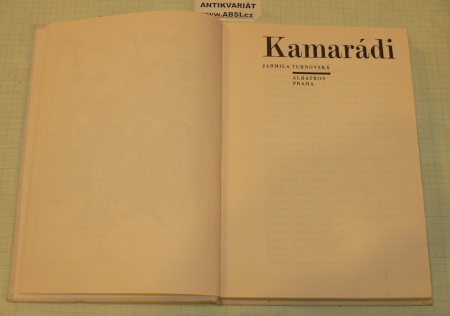 ANTIKVARIÁT
www.ABSI.cz
Kamarádi
JARMILA TURNOVSKÁ
ALBATROS
PRAHA